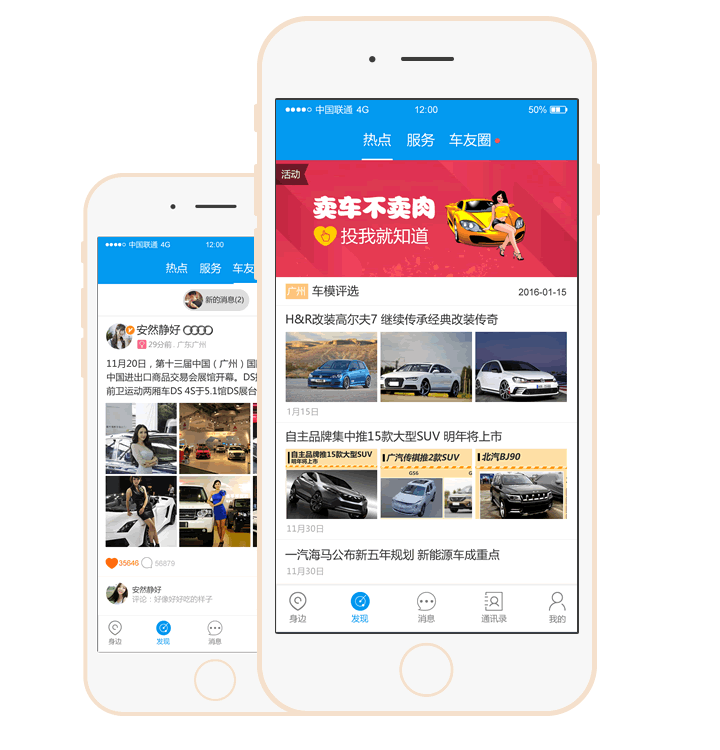 中国联通 4G 12:00 50%
热点 服务 车友圈
活动
卖车不卖肉
投我就知道
广州 车模评选 2016-01-15
H&R改装高尔夫7 继续传承经典改装传奇
1月15日
自主品牌集中推15款大型SUV 明年将上市
自主品牌推15款大型SUV
明年将上市
广汽传祺推2款SUV
GS6
北汽BJ90
11月30日
一汽海马公布新五年规划 新能源车成重点
11月30日
身边 发现 消息 通讯录 我的
中国联通 4G 12:00
热点 服务 车友
新的消息(2)
安然静好
29分前 . 广东广州
11月20日，第十三届中国（广州）国
中国进出口商品交易会展馆开幕。DS
前卫运动两厢车DS 4S于5.1馆DS展台
35646 56879
安然静好
评论：好像好好吃的样子
身边 发现 消息